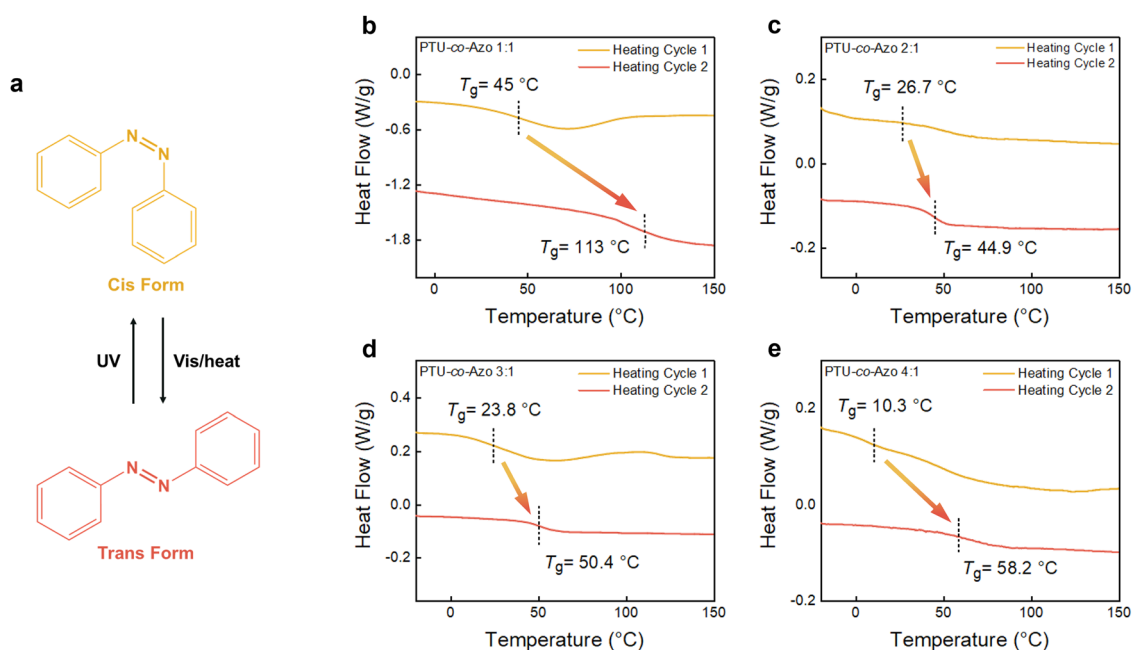 a
N
N
Cis Form
UV
Vis/heat
N
N
Trans Form
b
PTU-co-Azo 1:1
Heating Cycle 1
Heating Cycle 2
Tg= 45 °C
Tg= 113 °C
0.0
-0.6
-1.2
-1.8
Heat Flow (W/g)
0
50
100
150
Temperature (°C)
c
PTU-co-Azo 2:1
Heating Cycle 1
Heating Cycle 2
Tg= 26.7 °C
Tg= 44.9 °C
0.2
0.0
-0.2
Heat Flow (W/g)
0
50
100
150
Temperature (°C)
d
PTU-co-Azo 3:1
Heating Cycle 1
Heating Cycle 2
Tg= 23.8 °C
Tg= 50.4 °C
0.4
0.2
0.0
-0.2
Heat Flow (W/g)
0
50
100
150
Temperature (°C)
e
PTU-co-Azo 4:1
Heating Cycle 1
Heating Cycle 2
Tg= 10.3 °C
Tg= 58.2 °C
0.2
0.0
-0.2
Heat Flow (W/g)
0
50
100
150
Temperature (°C)